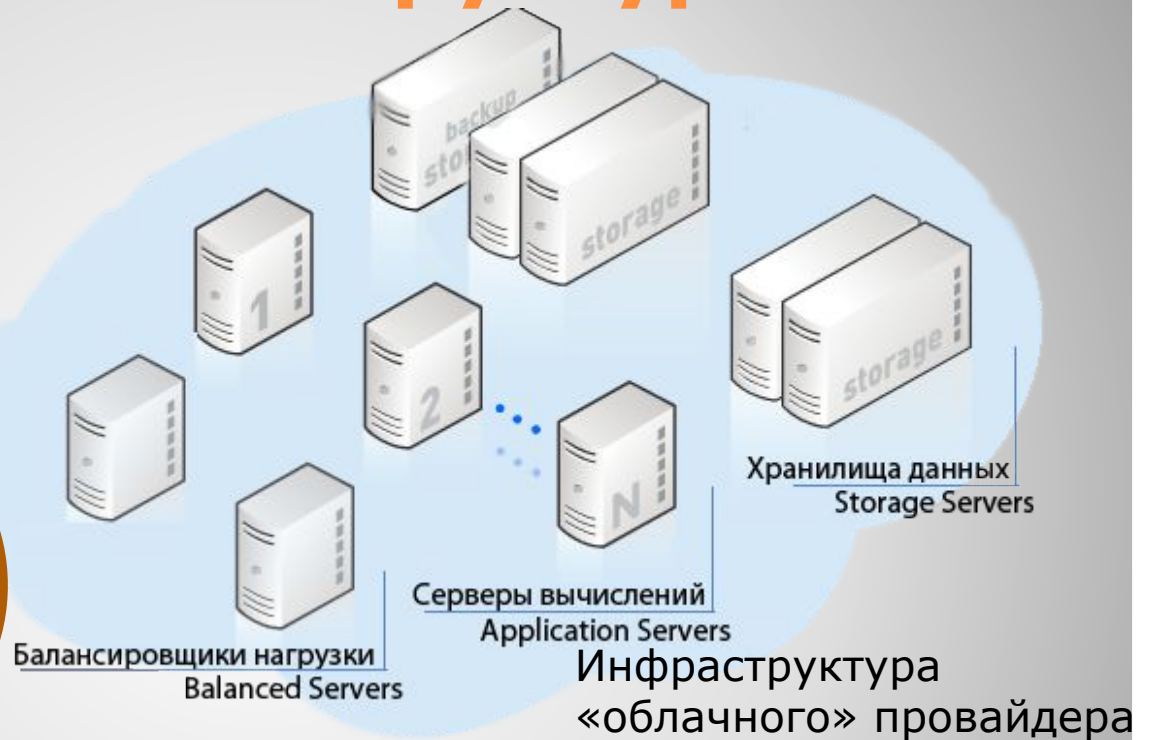 backup
storage
storage
1
2
N
Хранилища данных
Storage Servers
Серверы вычислений
Application Servers
Балансировщики нагрузки
Balanced Servers
Инфраструктура
«облачного» провайдера